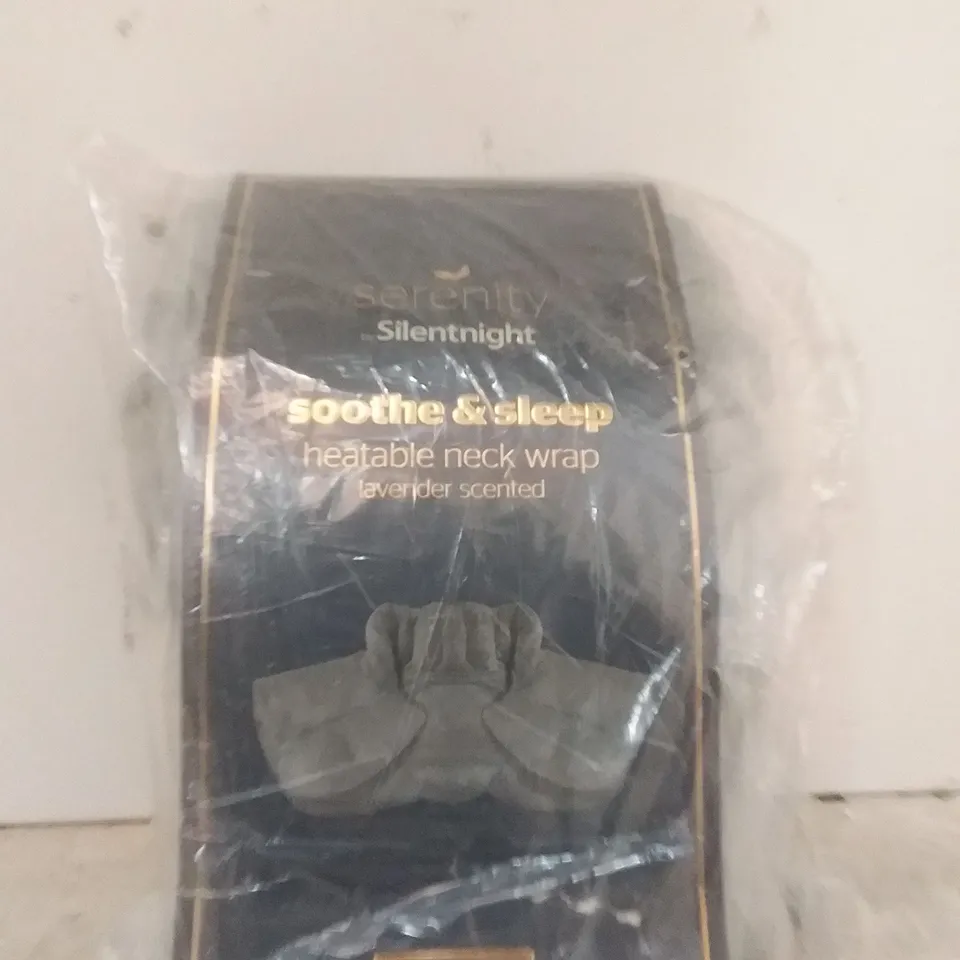 serenity
by Silentnight
soothe & sleep
heatable neck wrap
lavender scented